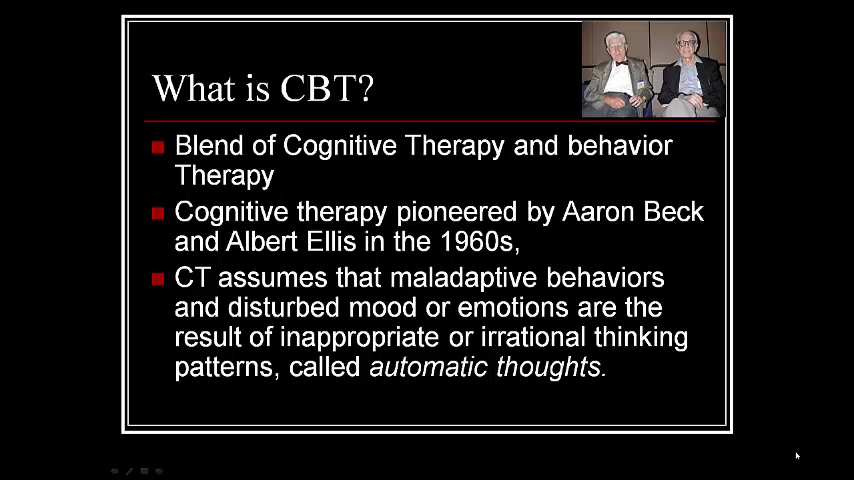 What is CBT?
Blend of Cognitive Therapy and behavior
Therapy
Cognitive therapy pioneered by Aaron Beck
and Albert Ellis in the 1960s,
CT assumes that maladaptive behaviors
and disturbed mood or emotions are the
result of inappropriate or irrational thinking
patterns, called automatic thoughts.